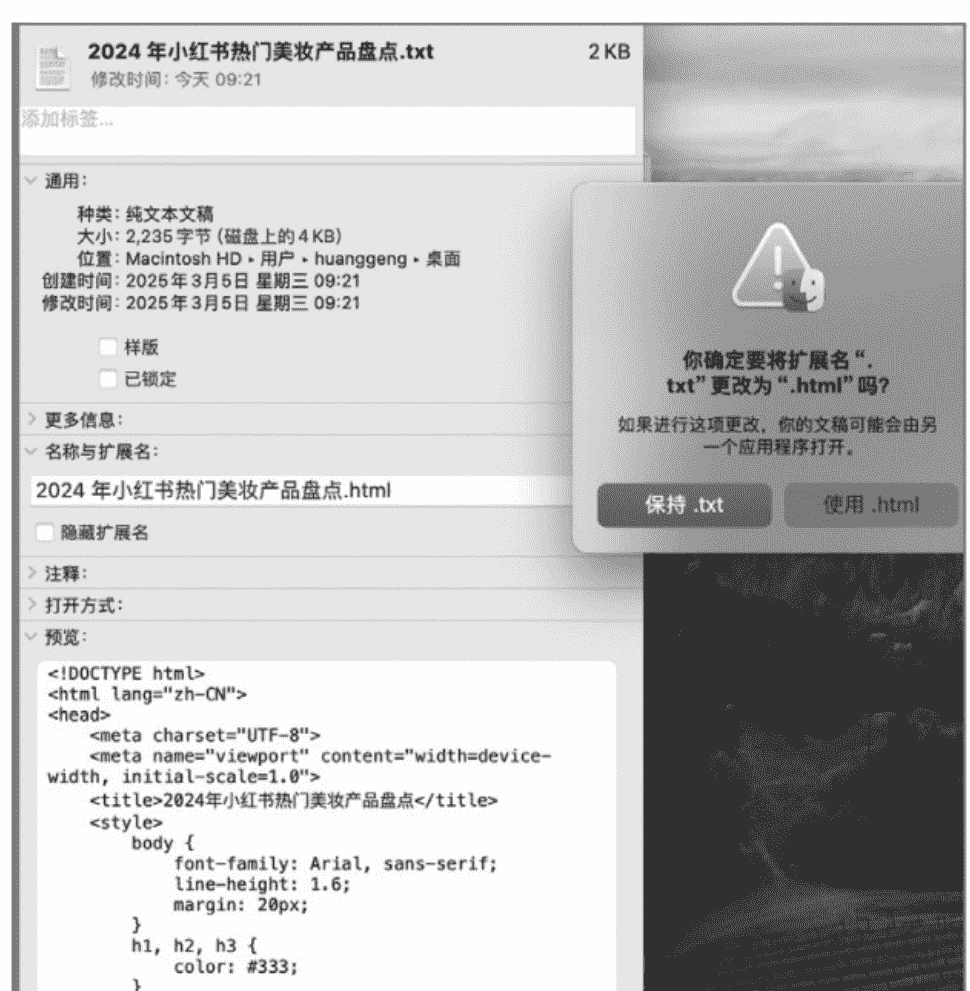 2024 年小红书热门美妆产品盘点.txt 2 KB
修改时间：今天 09:21
添加标签...
通用：
种类：纯文本文稿
大小：2,235 字节（磁盘上的4 KB）
位置：Macintosh HD ▸ 用户 ▸ huanggeng ▸ 桌面
创建时间：2025年3月5日 星期三 09:21
修改时间：2025年3月5日 星期三 09:21
样版
已锁定
更多信息：
名称与扩展名：
2024 年小红书热门美妆产品盘点.html
隐藏扩展名
注释：
打开方式：
预览：
<!DOCTYPE html>
<html lang="zh-CN">
<head>
    <meta charset="UTF-8">
    <meta name="viewport" content="width=device-
width, initial-scale=1.0">
    <title>2024年小红书热门美妆产品盘点</title>
    <style>
        body {
            font-family: Arial, sans-serif;
            line-height: 1.6;
            margin: 20px;
        }
        h1, h2, h3 {
            color: #333;
        }
你确定要将扩展名“.
txt”更改为“.html”吗？
如果进行这项更改，你的文稿可能会由另
一个应用程序打开。
保持 .txt 使用 .html